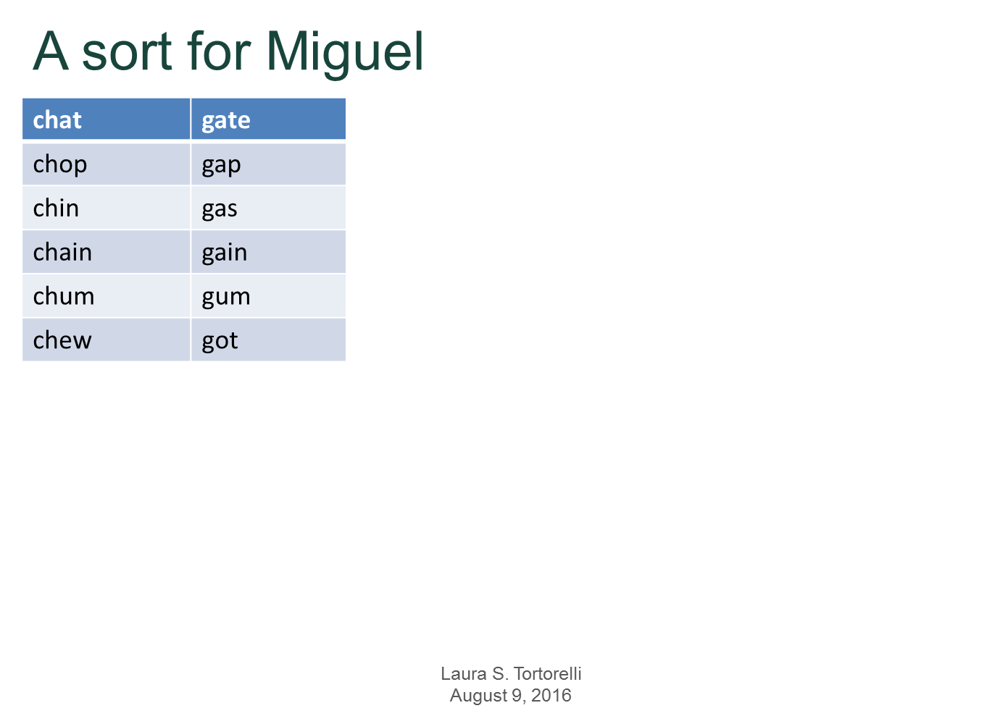 A sort for Miguel
chat gate
chop gap
chin gas
chain gain
chum gum
chew got
Laura S. Tortorelli
August 9, 2016